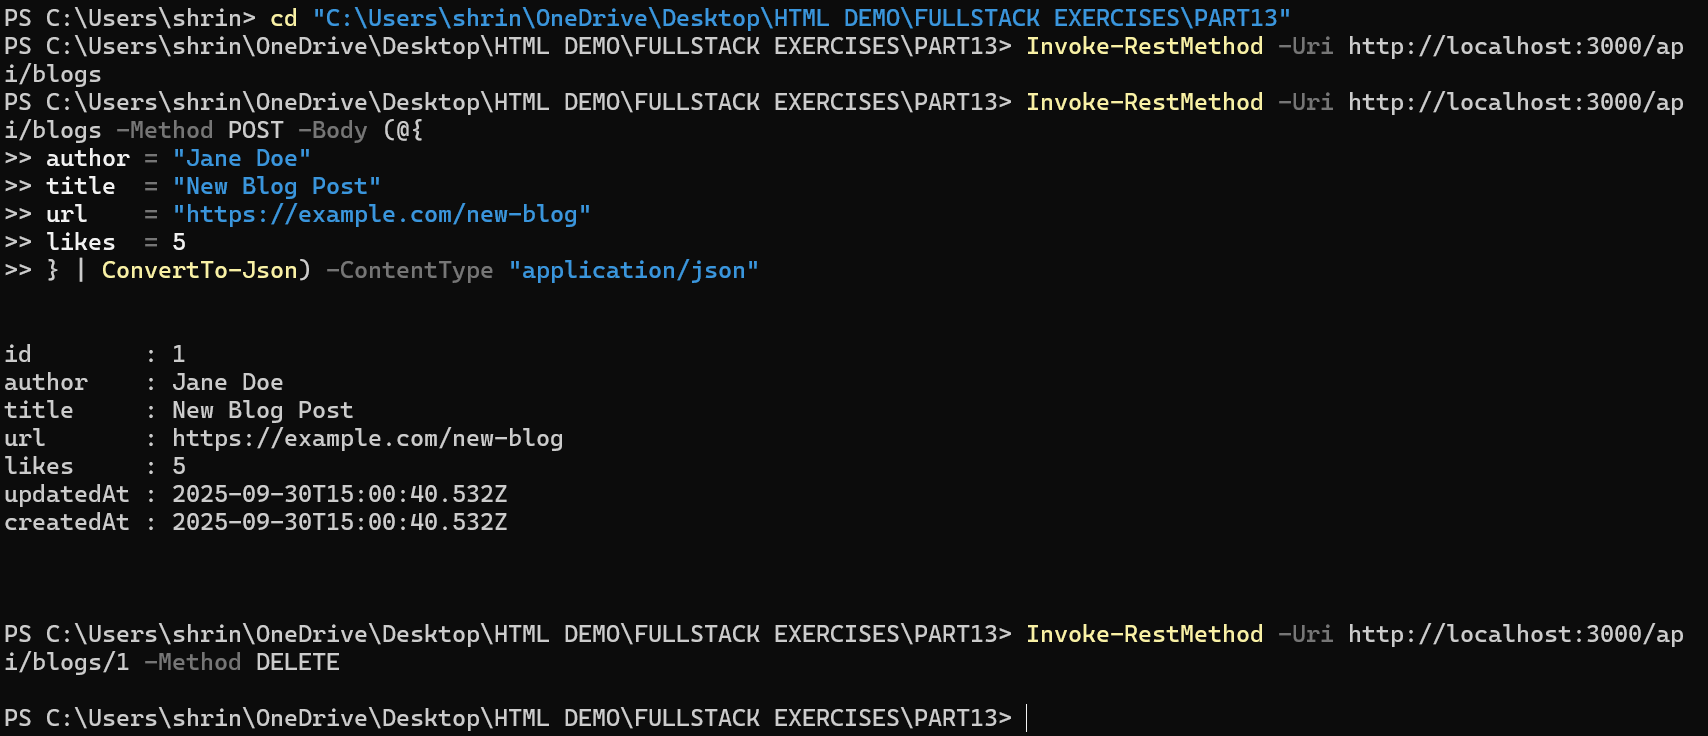 PS C:\Users\shrin> cd "C:\Users\shrin\OneDrive\Desktop\HTML DEMO\FULLSTACK EXERCISES\PART13"
PS C:\Users\shrin\OneDrive\Desktop\HTML DEMO\FULLSTACK EXERCISES\PART13> Invoke-RestMethod -Uri http://localhost:3000/ap
i/blogs
PS C:\Users\shrin\OneDrive\Desktop\HTML DEMO\FULLSTACK EXERCISES\PART13> Invoke-RestMethod -Uri http://localhost:3000/ap
i/blogs -Method POST -Body (@{
>> author = "Jane Doe"
>> title  = "New Blog Post"
>> url    = "https://example.com/new-blog"
>> likes  = 5
>> } | ConvertTo-Json) -ContentType "application/json"
id        : 1
author    : Jane Doe
title     : New Blog Post
url       : https://example.com/new-blog
likes     : 5
updatedAt : 2025-09-30T15:00:40.532Z
createdAt : 2025-09-30T15:00:40.532Z
PS C:\Users\shrin\OneDrive\Desktop\HTML DEMO\FULLSTACK EXERCISES\PART13> Invoke-RestMethod -Uri http://localhost:3000/ap
i/blogs/1 -Method DELETE
PS C:\Users\shrin\OneDrive\Desktop\HTML DEMO\FULLSTACK EXERCISES\PART13>